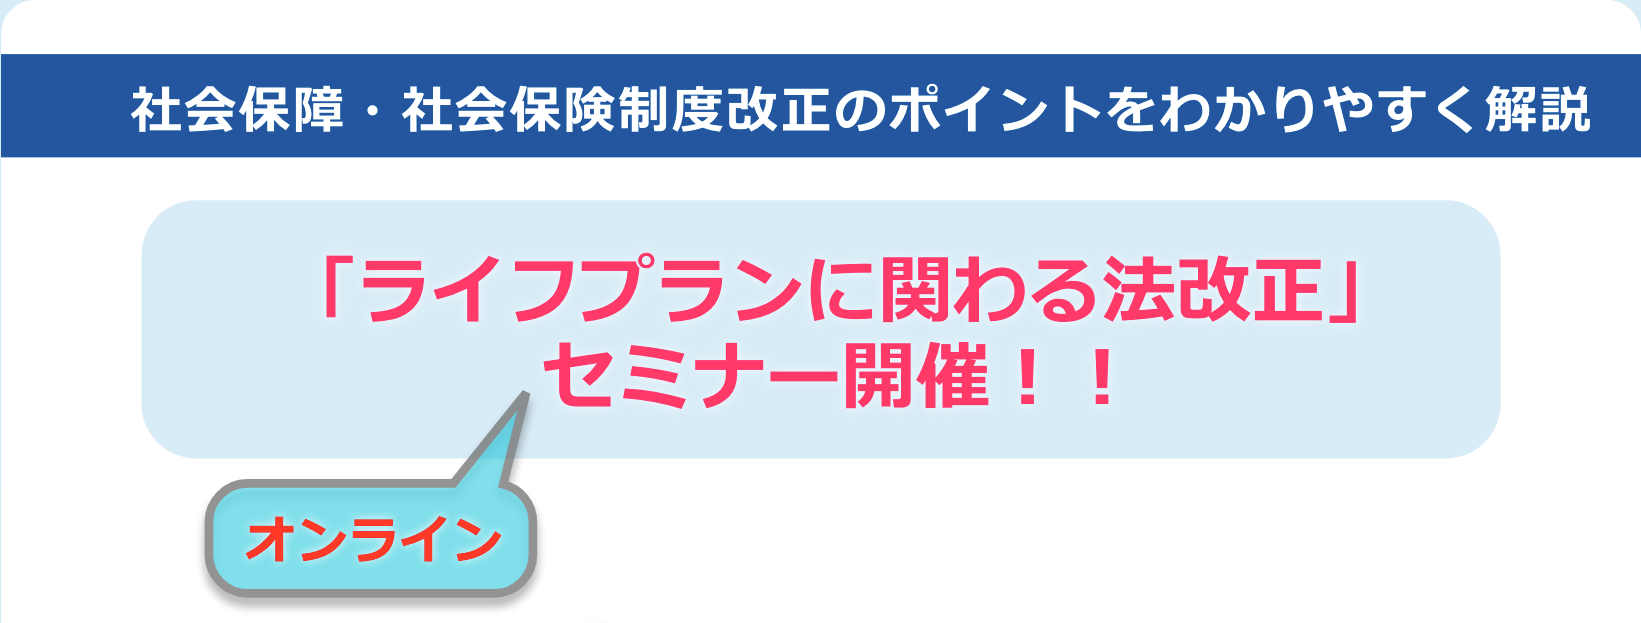 社会保障・社会保険制度改正のポイントをわかりやすく解説
「ライフプランに関わる法改正」
セミナー開催！！
オンライン